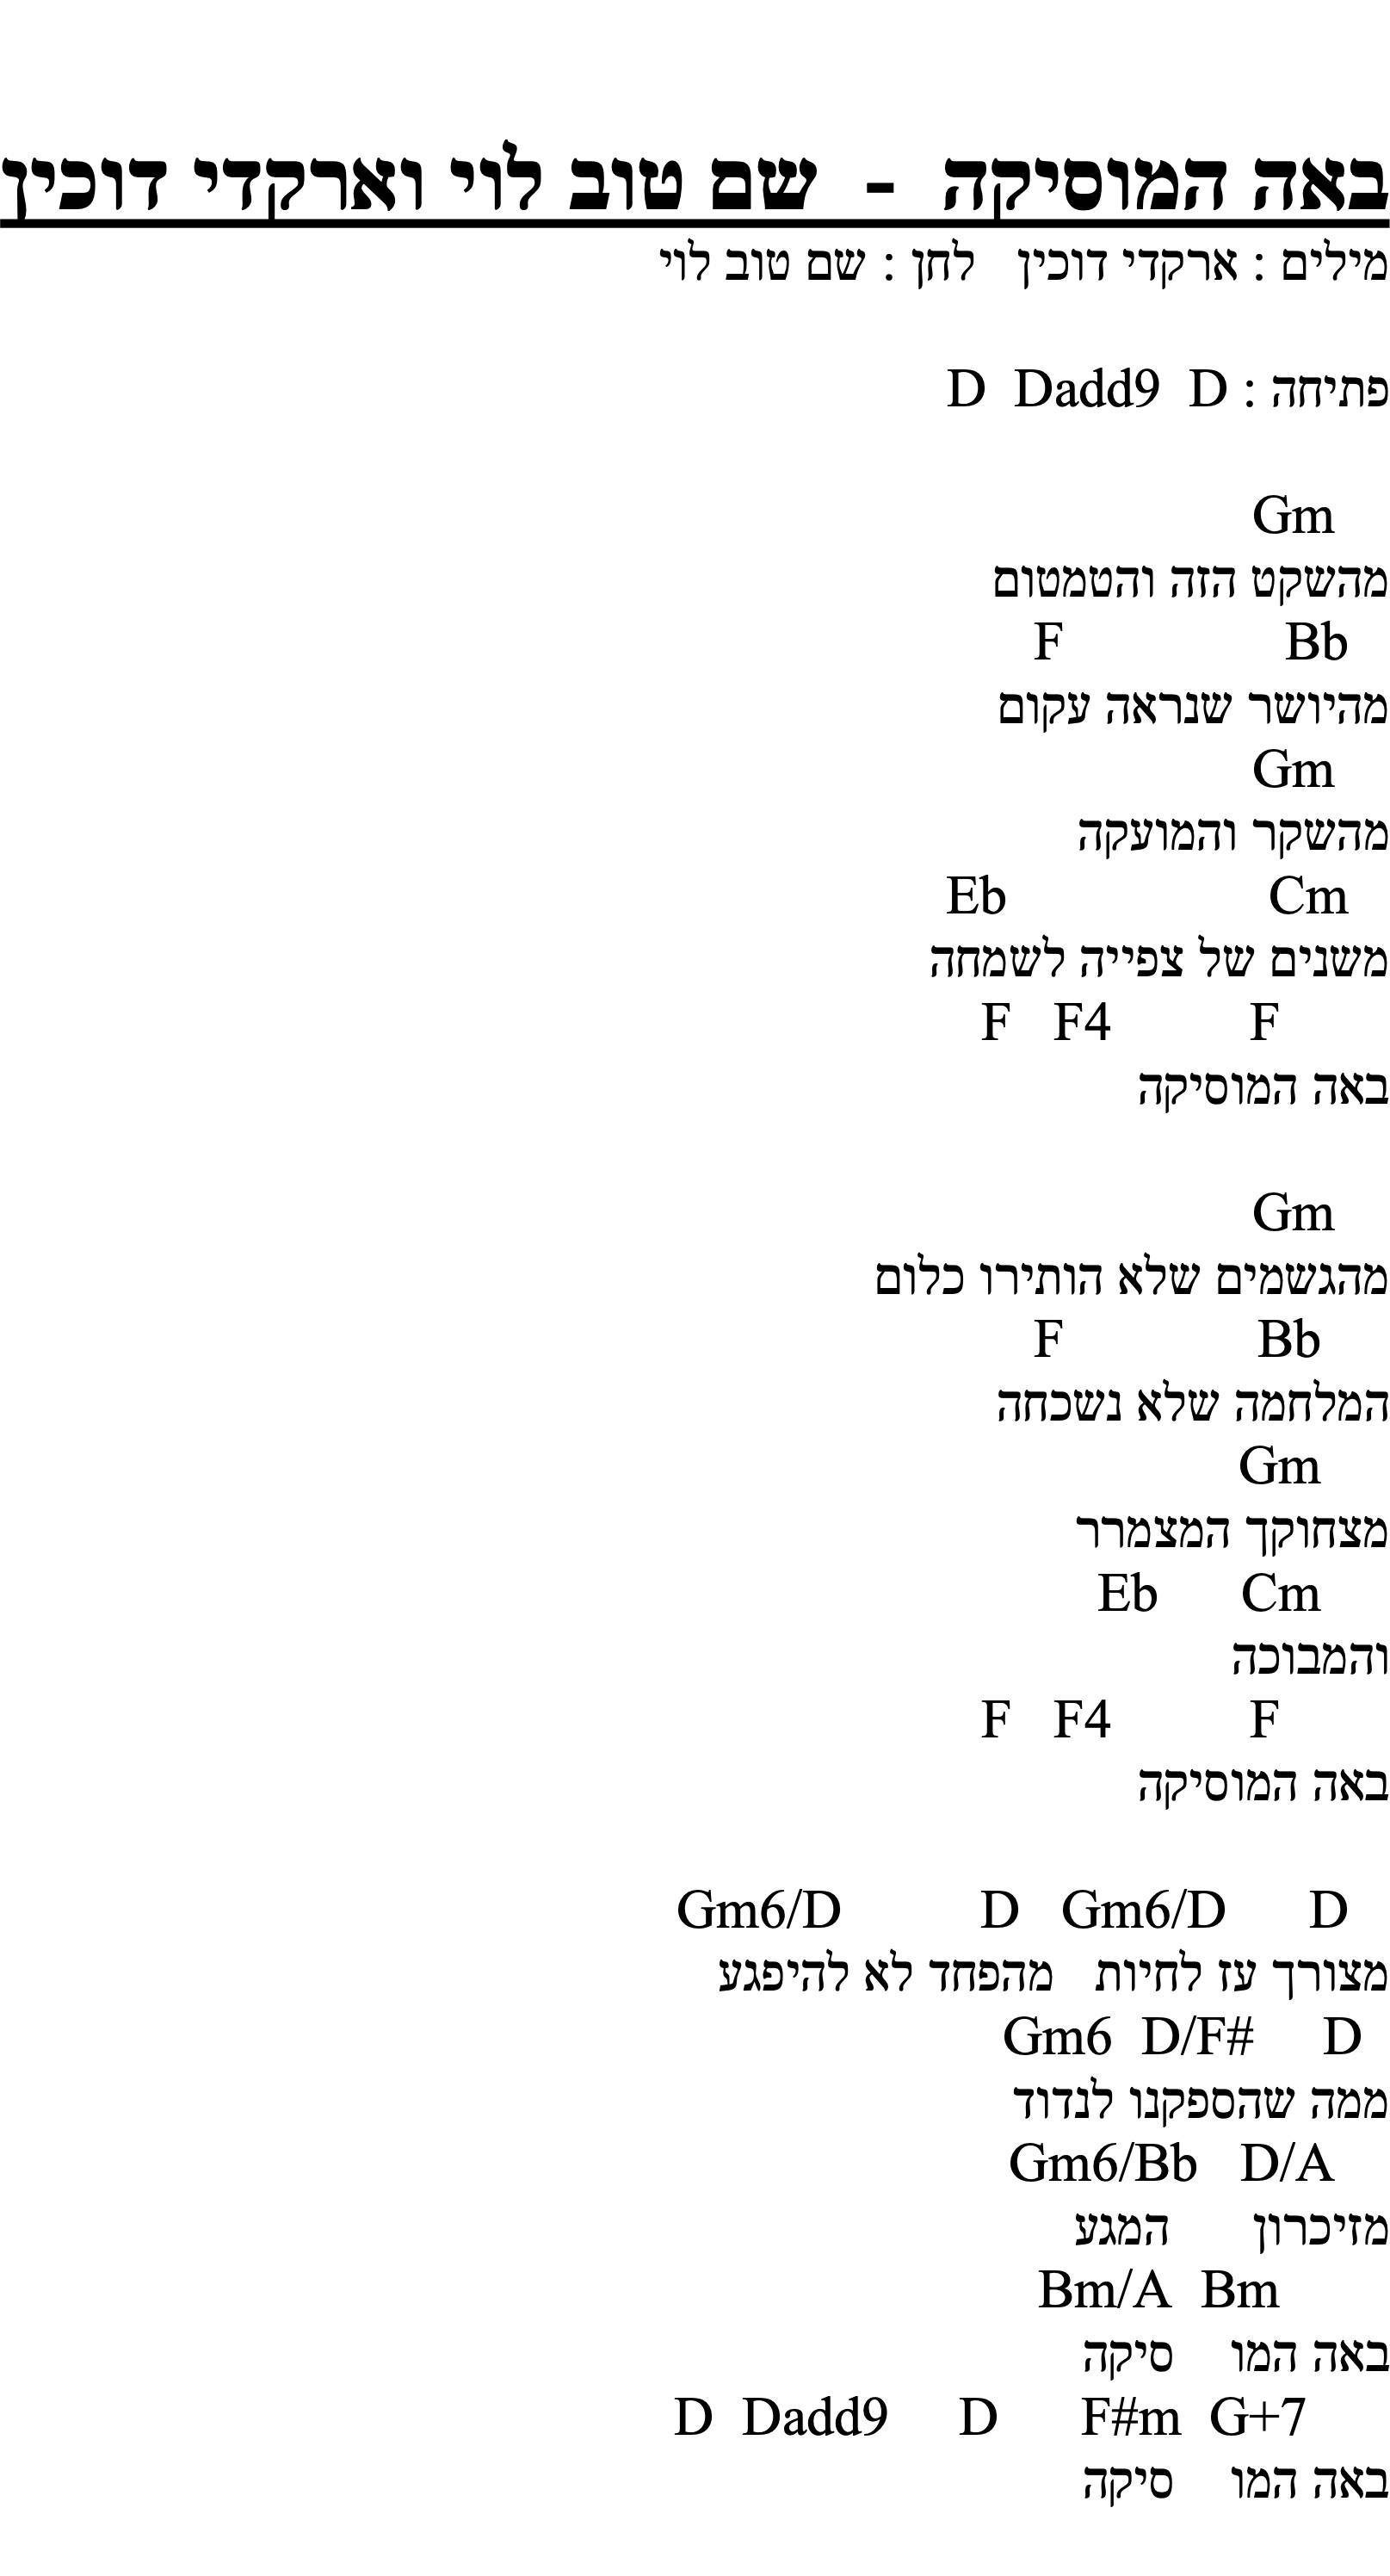 באה המוסיקה - שם טוב לוי וארקדי דוכין
מילים : ארקדי דוכין לחן : שם טוב לוי
פתיחה : D Dadd9 D
Gm
מהשקט הזה והטמטום
F Bb
מהיושר שנראה עקום
Gm
מהשקר והמועקה
Eb Cm
משנים של צפייה לשמחה
F F4 F
באה המוסיקה
Gm
מהגשמים שלא הותירו כלום
F Bb
המלחמה שלא נשכחה
Gm
מצחוקך המצמרר
Eb Cm
והמבוכה
F F4 F
באה המוסיקה
Gm6/D D Gm6/D D
מצורך עז לחיות מהפחד לא להיפגע
Gm6 D/F# D
ממה שהספקנו לנדוד
Gm6/Bb D/A
מזיכרון המגע
Bm/A Bm
באה המו סיקה
D Dadd9 D F#m G+7
באה המו סיקה